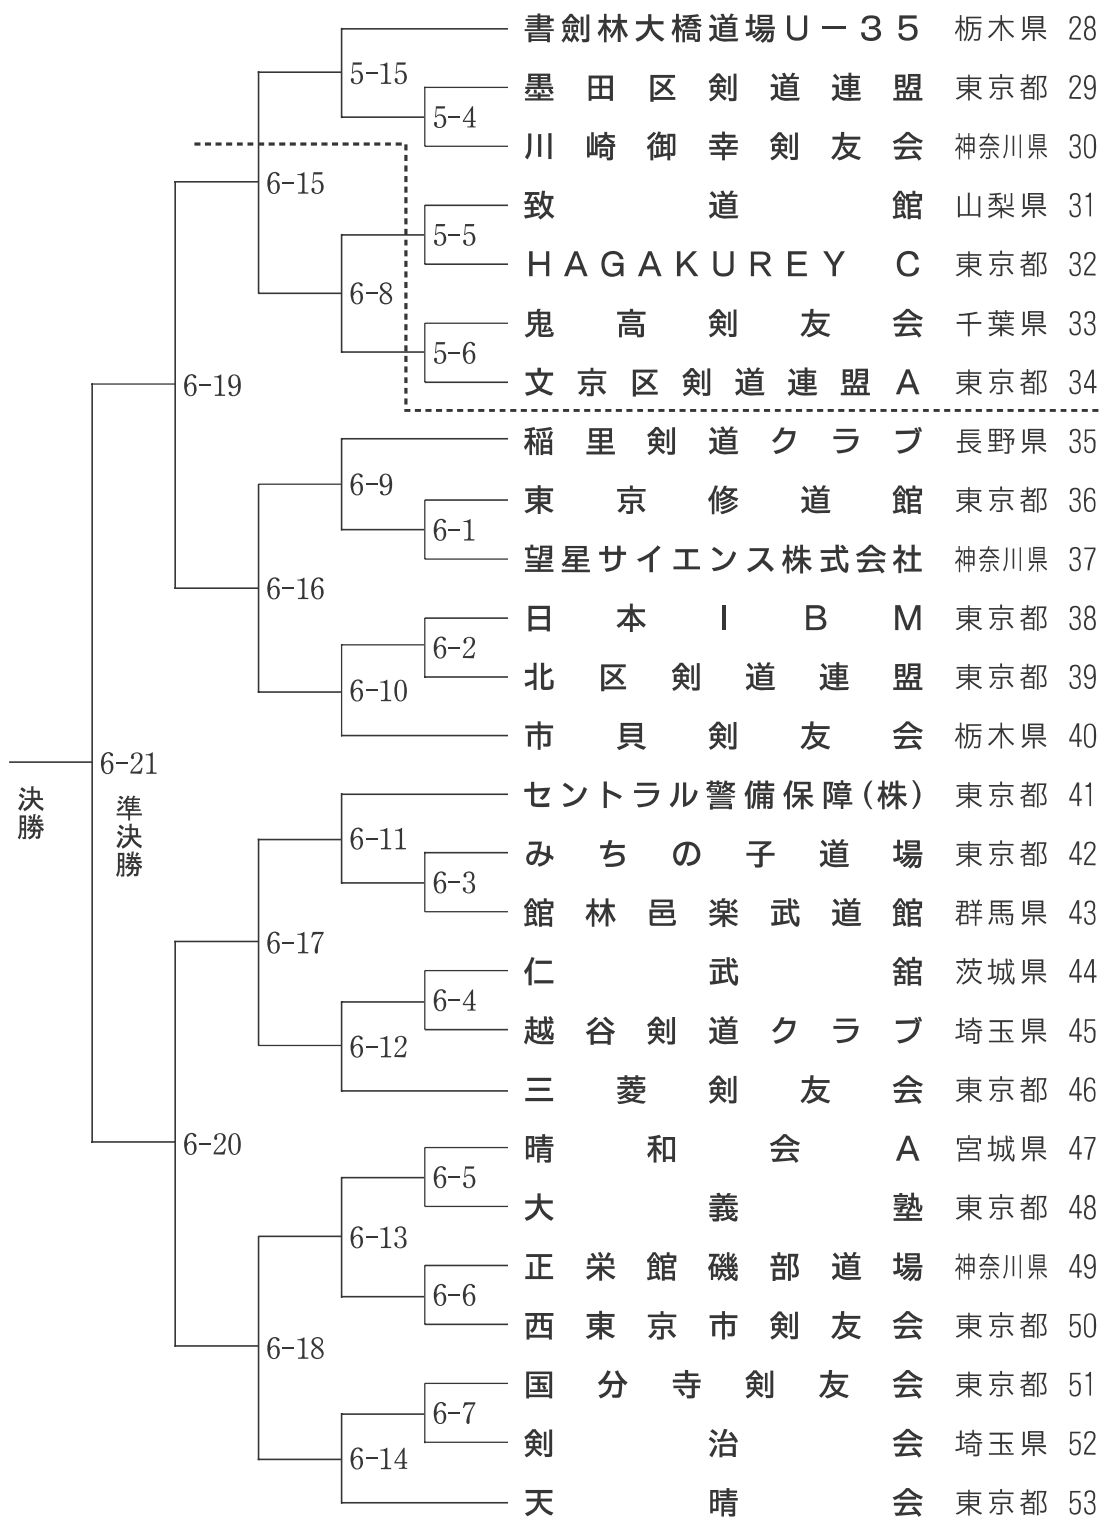 書劍林大橋道場U－35 栃木県 28
5-15
墨田区剣道連盟 東京都 29
5-4
川崎御幸剣友会 神奈川県 30
6-15
致道館 山梨県 31
5-5
HAGAKUREY C 東京都 32
6-8
鬼高剣友会 千葉県 33
5-6
文京区剣道連盟A 東京都 34
6-19
稲里剣道クラブ 長野県 35
6-9
東京修道館 東京都 36
6-1
望星サイエンス株式会社 神奈川県 37
6-16
日本IBM 東京都 38
6-2
北区剣道連盟 東京都 39
6-10
市貝剣友会 栃木県 40
6-21
決勝
準決勝
セントラル警備保障(株) 東京都 41
6-11
みちの子道場 東京都 42
6-3
館林邑楽武道館 群馬県 43
6-17
仁武舘 茨城県 44
6-4
越谷剣道クラブ 埼玉県 45
6-12
三菱剣友会 東京都 46
6-20
晴和会A 宮城県 47
6-5
大義塾 東京都 48
6-13
正栄館磯部道場 神奈川県 49
6-6
西東京市剣友会 東京都 50
6-18
国分寺剣友会 東京都 51
6-7
剣治会 埼玉県 52
6-14
天晴会 東京都 53